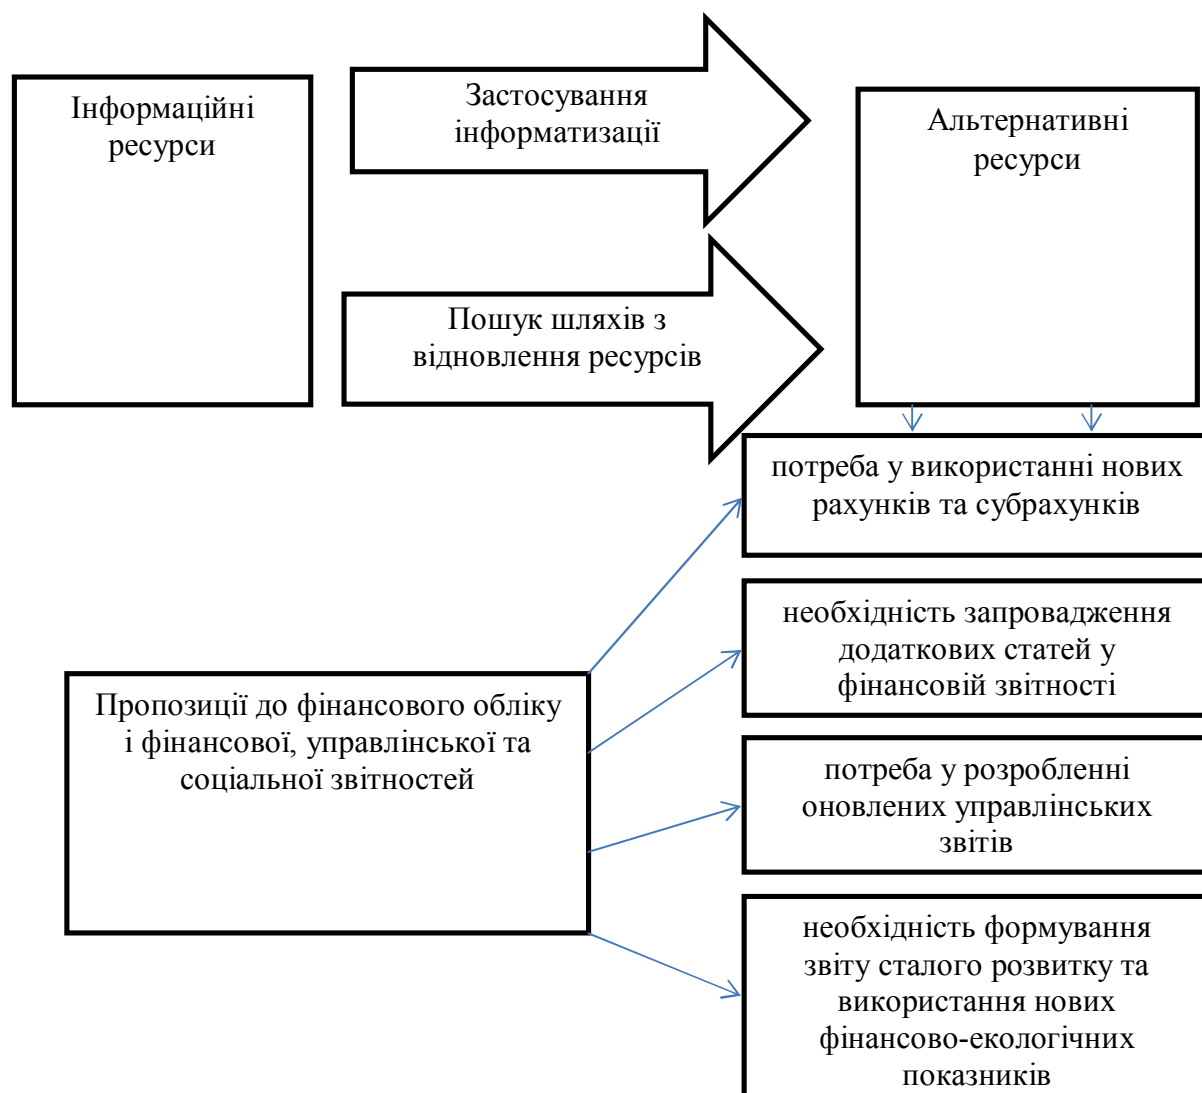 Інформаційні
ресурси
Застосування
інформатизації
Альтернативні
ресурси
Пошук шляхів з
відновлення ресурсів
потреба у використанні нових
рахунків та субрахунків
необхідність запровадження
додаткових статей у
фінансовій звітності
Пропозиції до фінансового обліку
і фінансової, управлінської та
соціальної звітностей
потреба у розробленні
оновлених управлінських
звітів
необхідність формування
звіту сталого розвитку та
використання нових
фінансово-екологічних
показників